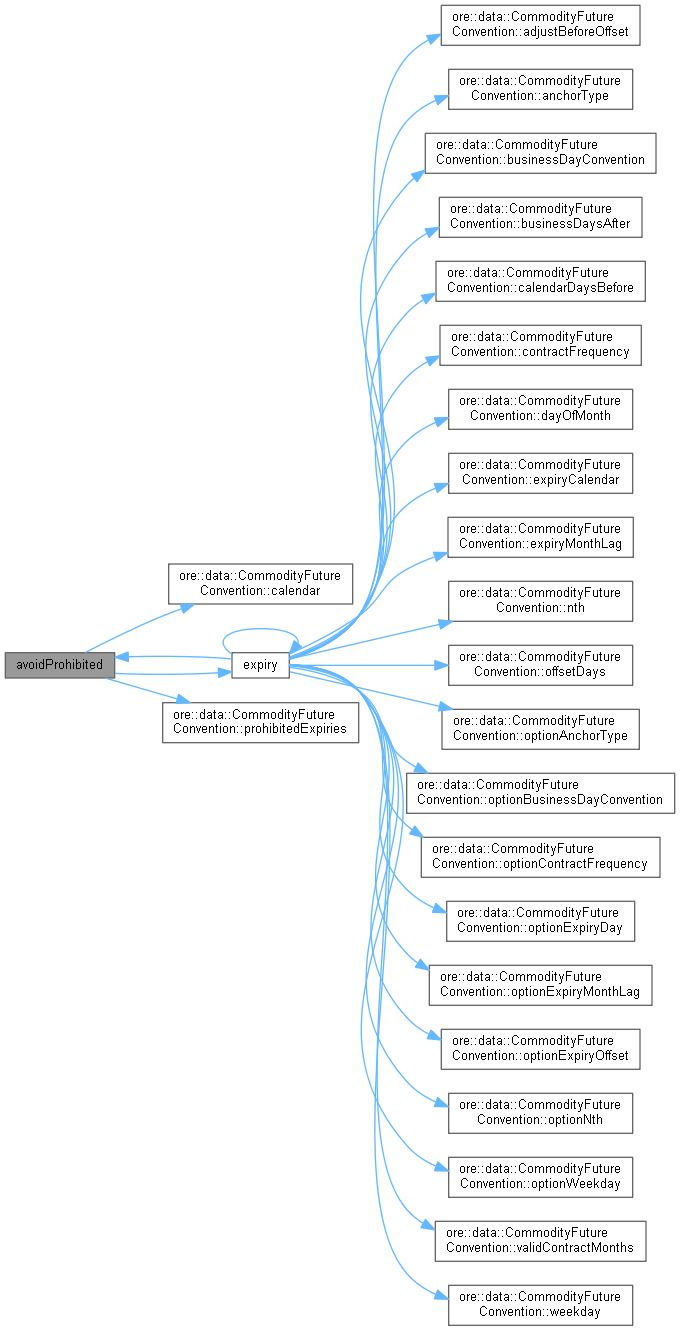 ore::data::CommodityFuture
Convention::adjustBeforeOffset
ore::data::CommodityFuture
Convention::anchorType
ore::data::CommodityFuture
Convention::businessDayConvention
ore::data::CommodityFuture
Convention::businessDaysAfter
ore::data::CommodityFuture
Convention::calendarDaysBefore
ore::data::CommodityFuture
Convention::contractFrequency
ore::data::CommodityFuture
Convention::dayOfMonth
ore::data::CommodityFuture
Convention::expiryCalendar
ore::data::CommodityFuture
Convention::expiryMonthLag
ore::data::CommodityFuture
Convention::calendar
ore::data::CommodityFuture
Convention::nth
avoidProhibited
expiry
ore::data::CommodityFuture
Convention::offsetDays
ore::data::CommodityFuture
Convention::prohibitedExpiries
ore::data::CommodityFuture
Convention::optionAnchorType
ore::data::CommodityFuture
Convention::optionBusinessDayConvention
ore::data::CommodityFuture
Convention::optionContractFrequency
ore::data::CommodityFuture
Convention::optionExpiryDay
ore::data::CommodityFuture
Convention::optionExpiryMonthLag
ore::data::CommodityFuture
Convention::optionExpiryOffset
ore::data::CommodityFuture
Convention::optionNth
ore::data::CommodityFuture
Convention::optionWeekday
ore::data::CommodityFuture
Convention::validContractMonths
ore::data::CommodityFuture
Convention::weekday